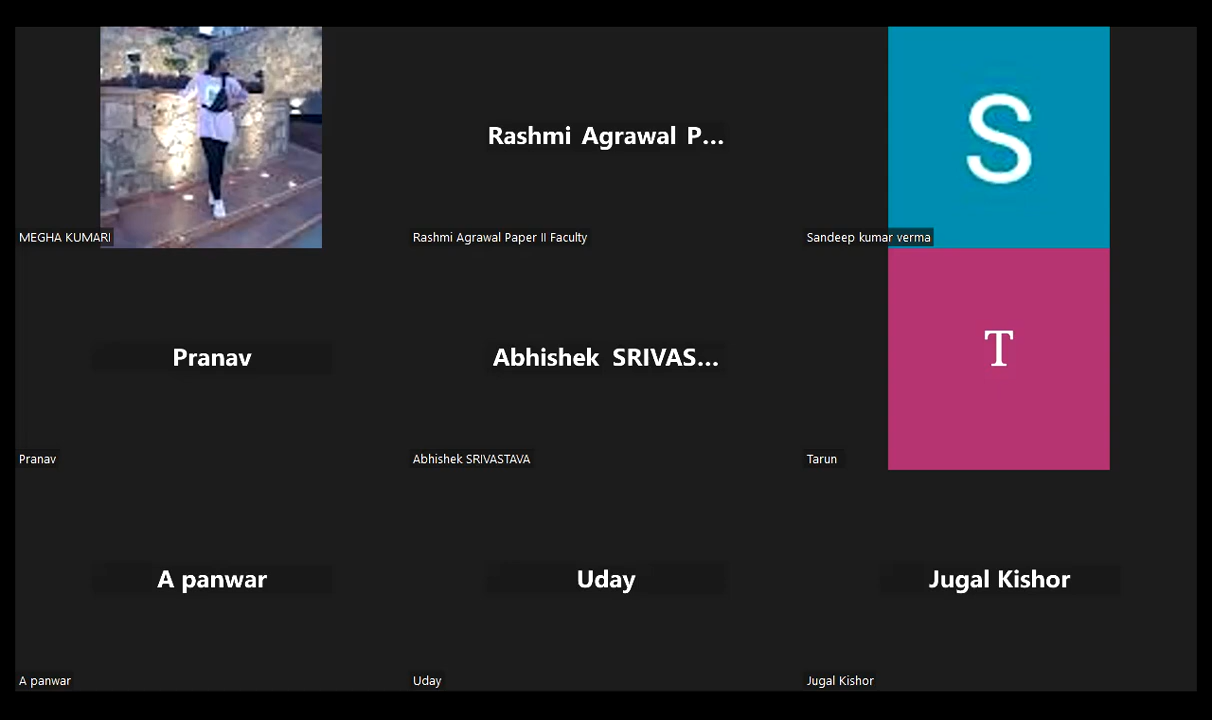 MEGHA KUMARI
Rashmi Agrawal P...
Rashmi Agrawal Paper II Faculty
S
Sandeep kumar verma
Pranav
Pranav
Abhishek SRIVAS...
Abhishek SRIVASTAVA
T
Tarun
A panwar
A panwar
Uday
Uday
Jugal Kishor
Jugal Kishor